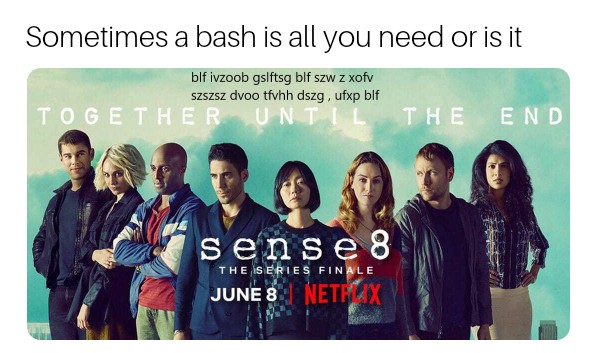 Sometimes a bash is all you need or is it
blf ivzoob gslftsg blf szw z xofv
szszsz dvoo tfvhh dszg , ufxp blf
TOGETHER UNTIL THE END
sense8
THE SERIES FINALE
JUNE 8 | NETFLIX